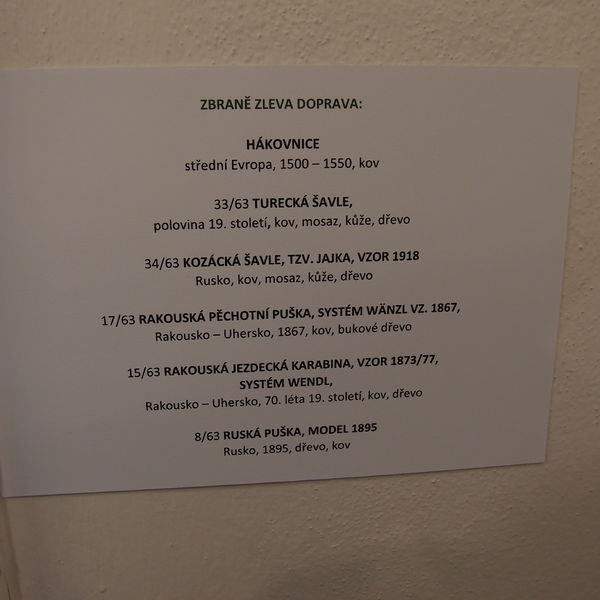 ZBRANĚ ZLEVA DOPRAVA:
HÁKOVNICE
střední Evropa, 1500 – 1550, kov
33/63 TURECKÁ ŠAVLE,
polovina 19. století, kov, mosaz, kůže, dřevo
34/63 KOZÁCKÁ ŠAVLE, TZV. JAJKA, VZOR 1918
Rusko, kov, mosaz, kůže, dřevo
17/63 RAKOUSKÁ PĚCHOTNÍ PUŠKA, SYSTÉM WÄNZL VZ. 1867,
Rakousko – Uhersko, 1867, kov, bukové dřevo
15/63 RAKOUSKÁ JEZDECKÁ KARABINA, VZOR 1873/77,
SYSTÉM WENDL,
Rakousko – Uhersko, 70. léta 19. století, kov, dřevo
8/63 RUSKÁ PUŠKA, MODEL 1895
Rusko, 1895, dřevo, kov